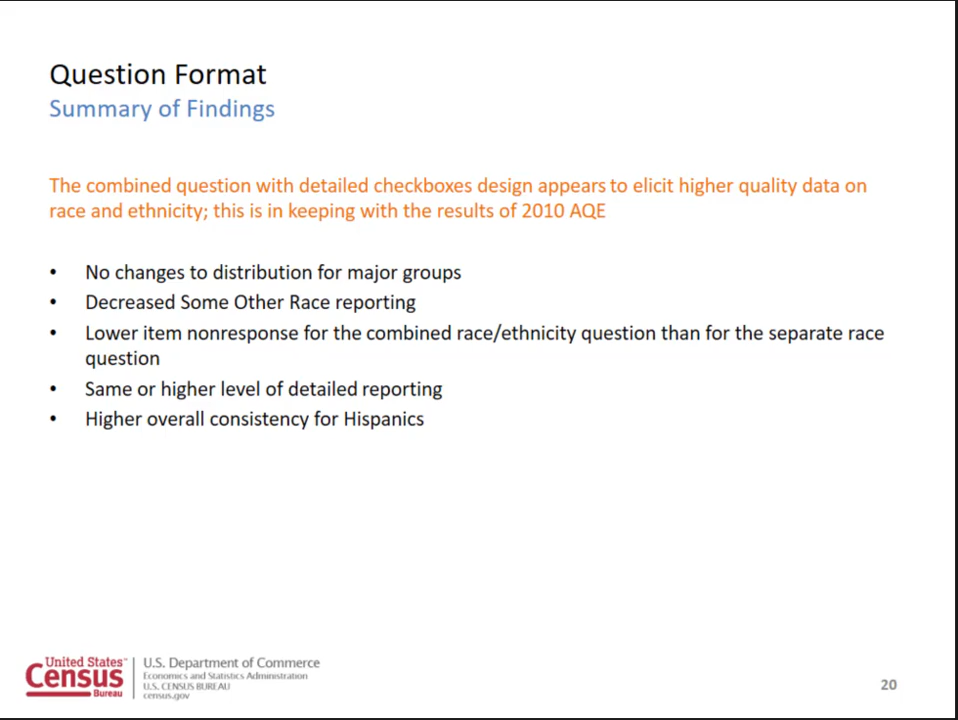 Question Format
Summary of Findings
The combined question with detailed checkboxes design appears to elicit higher quality data on
race and ethnicity; this is in keeping with the results of 2010 AQE
• No changes to distribution for major groups
• Decreased Some Other Race reporting
• Lower item nonresponse for the combined race/ethnicity question than for the separate race
question
• Same or higher level of detailed reporting
• Higher overall consistency for Hispanics
United States™
Census
Bureau
U.S. Department of Commerce
Economics and Statistics Administration
U.S. CENSUS BUREAU
census.gov
20